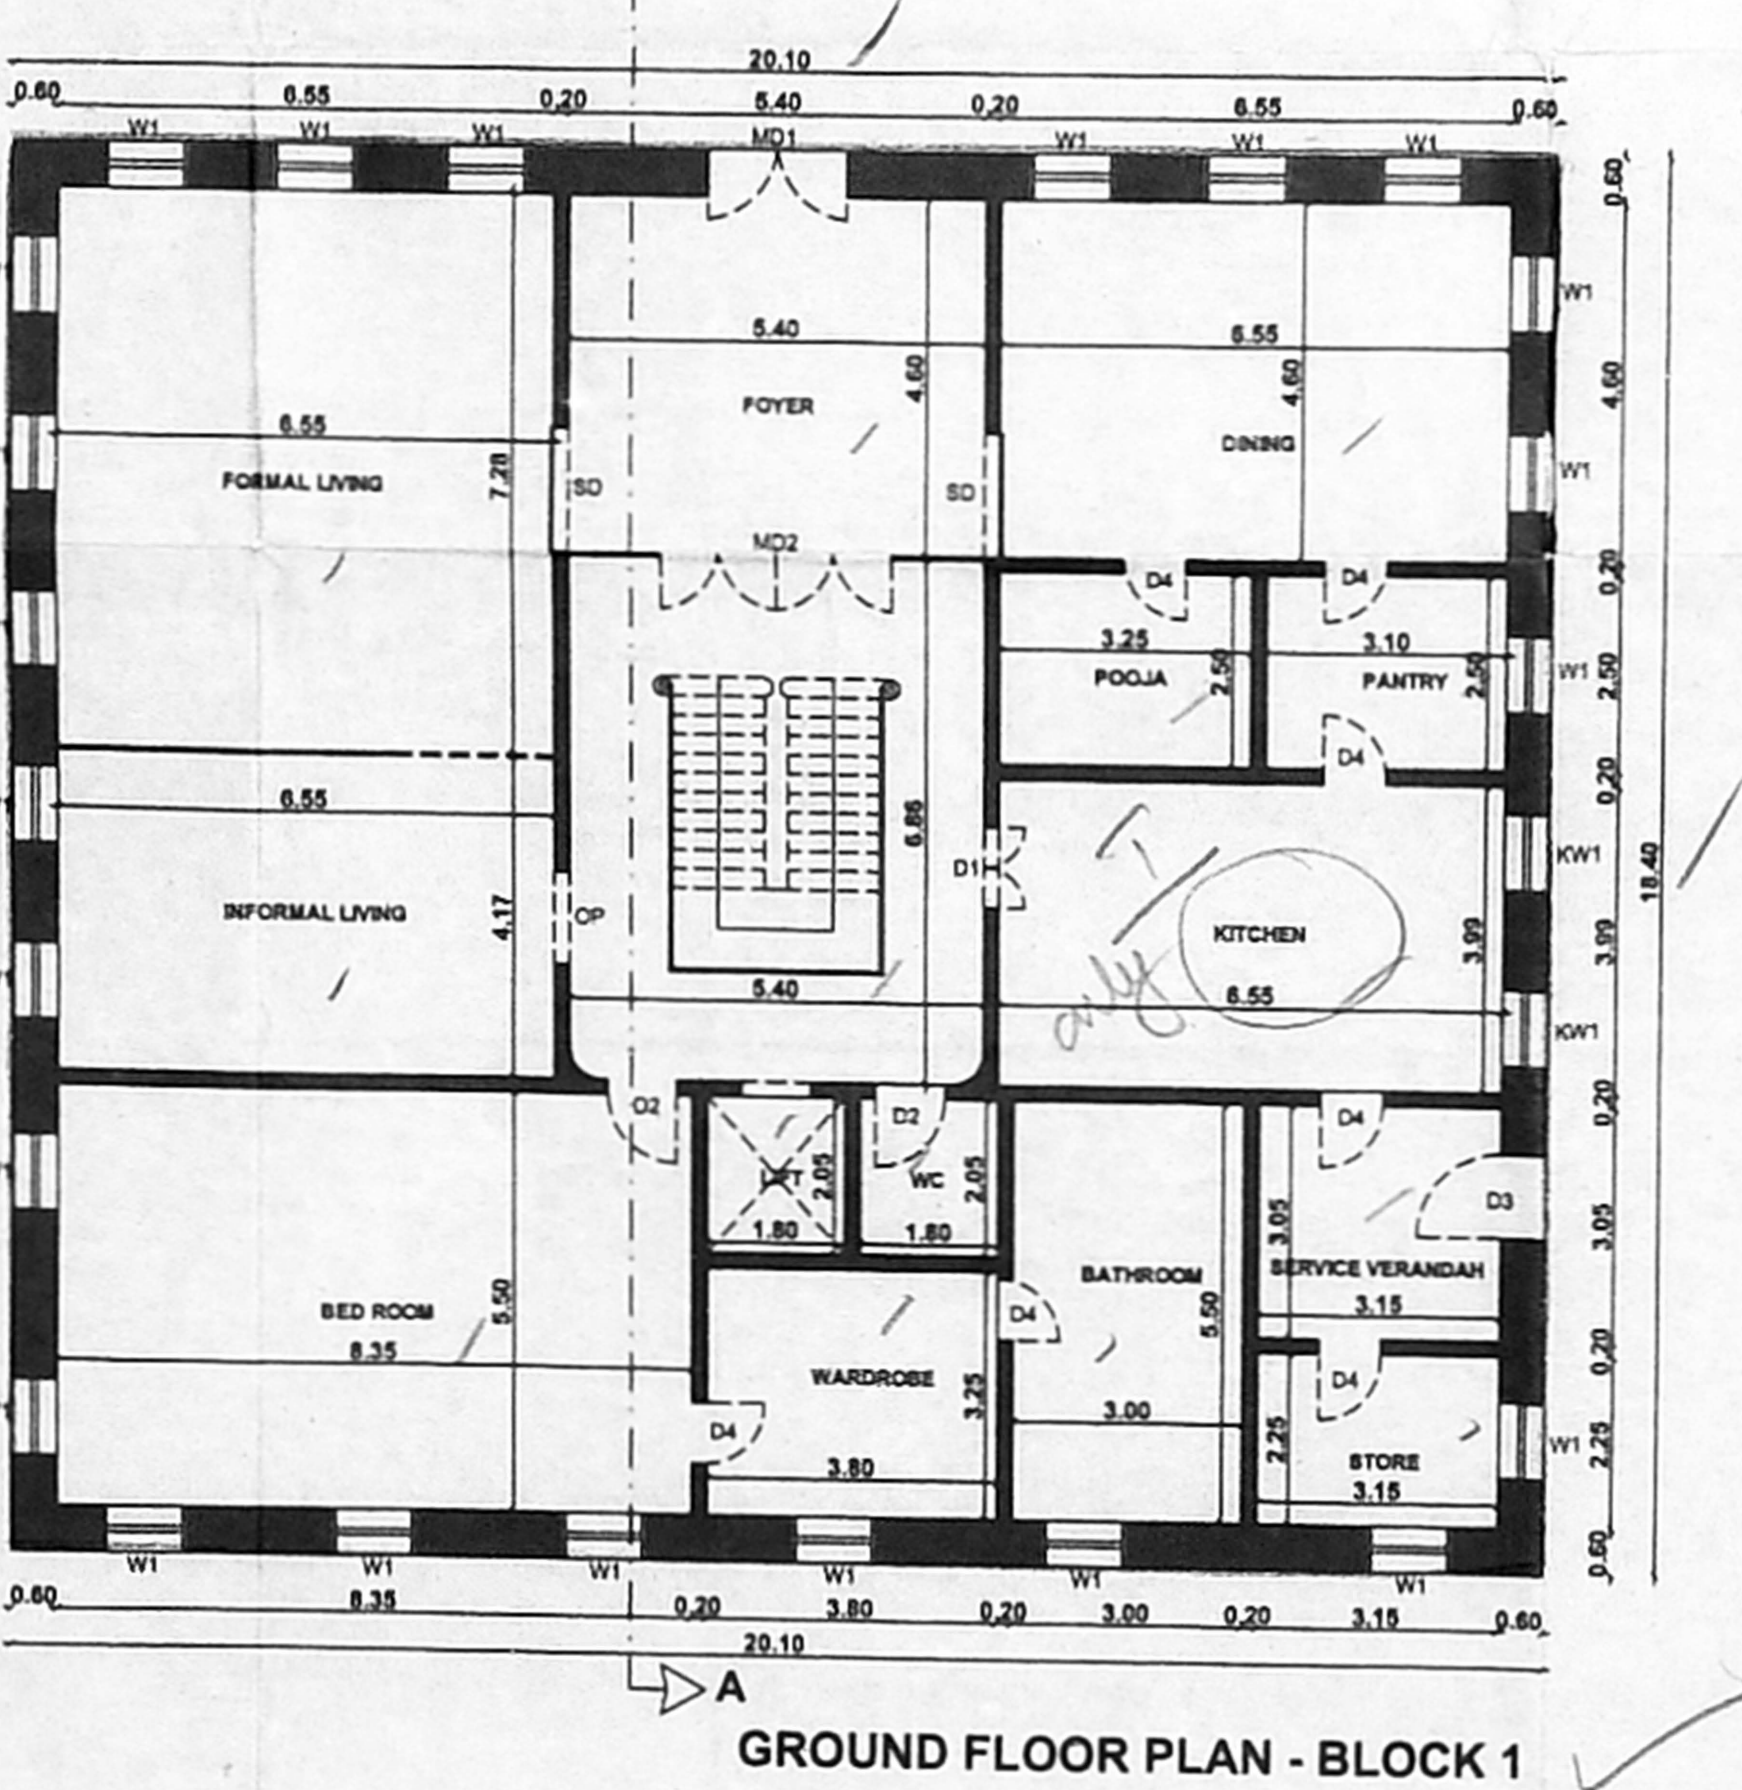 20.10
0.60 6.55 0.20 5.40 0.20 6.55 0.60
W1 W1 W1 MD1 W1 W1 W1
0.60
W1
5.40 6.55
4.60 4.60 4.60
FOYER
6.55 DINING
FORMAL LIVING 7.28 SD SD W1
MD2
D4 D4 0.20
3.25 3.10
POOJA 2.50 PANTRY 2.50 W1 2.50
D4
0.20
6.55
6.86
D1 KW1 18.40
INFORMAL LIVING 4.17 OP KITCHEN 3.99 3.99
only
5.40 6.55
KW1
D2 D2 D4 0.20
LIFT 2.05 WC 2.05 D3
1.80 1.80 3.05 3.05
BATHROOM SERVICE VERANDAH
BED ROOM 5.50 D4 5.50 3.15
8.35 0.20
WARDROBE 3.25 D4
3.00
D4 2.25 W1 2.25
3.80 STORE
3.15
W1 W1 W1 W1 W1 W1 0.60
0.60 8.35 0.20 3.80 0.20 3.00 0.20 3.15 0.60
20.10
A
GROUND FLOOR PLAN - BLOCK 1